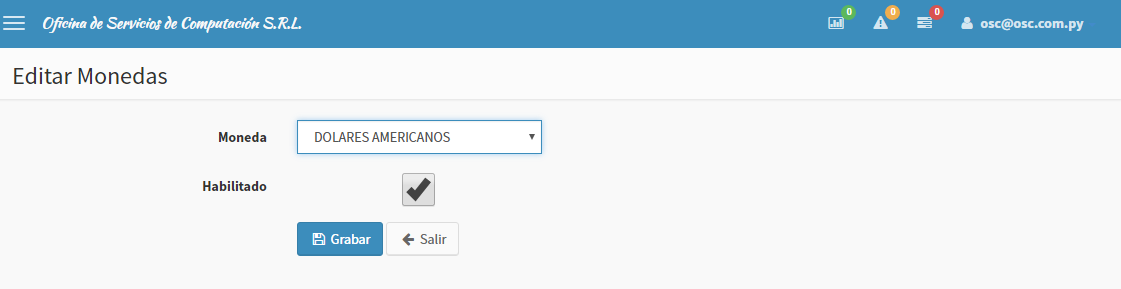 Oficina de Servicios de Computación S.R.L.
0
0
0
osc@osc.com.py
Editar Monedas
Moneda
DOLARES AMERICANOS
Habilitado
Grabar
Salir